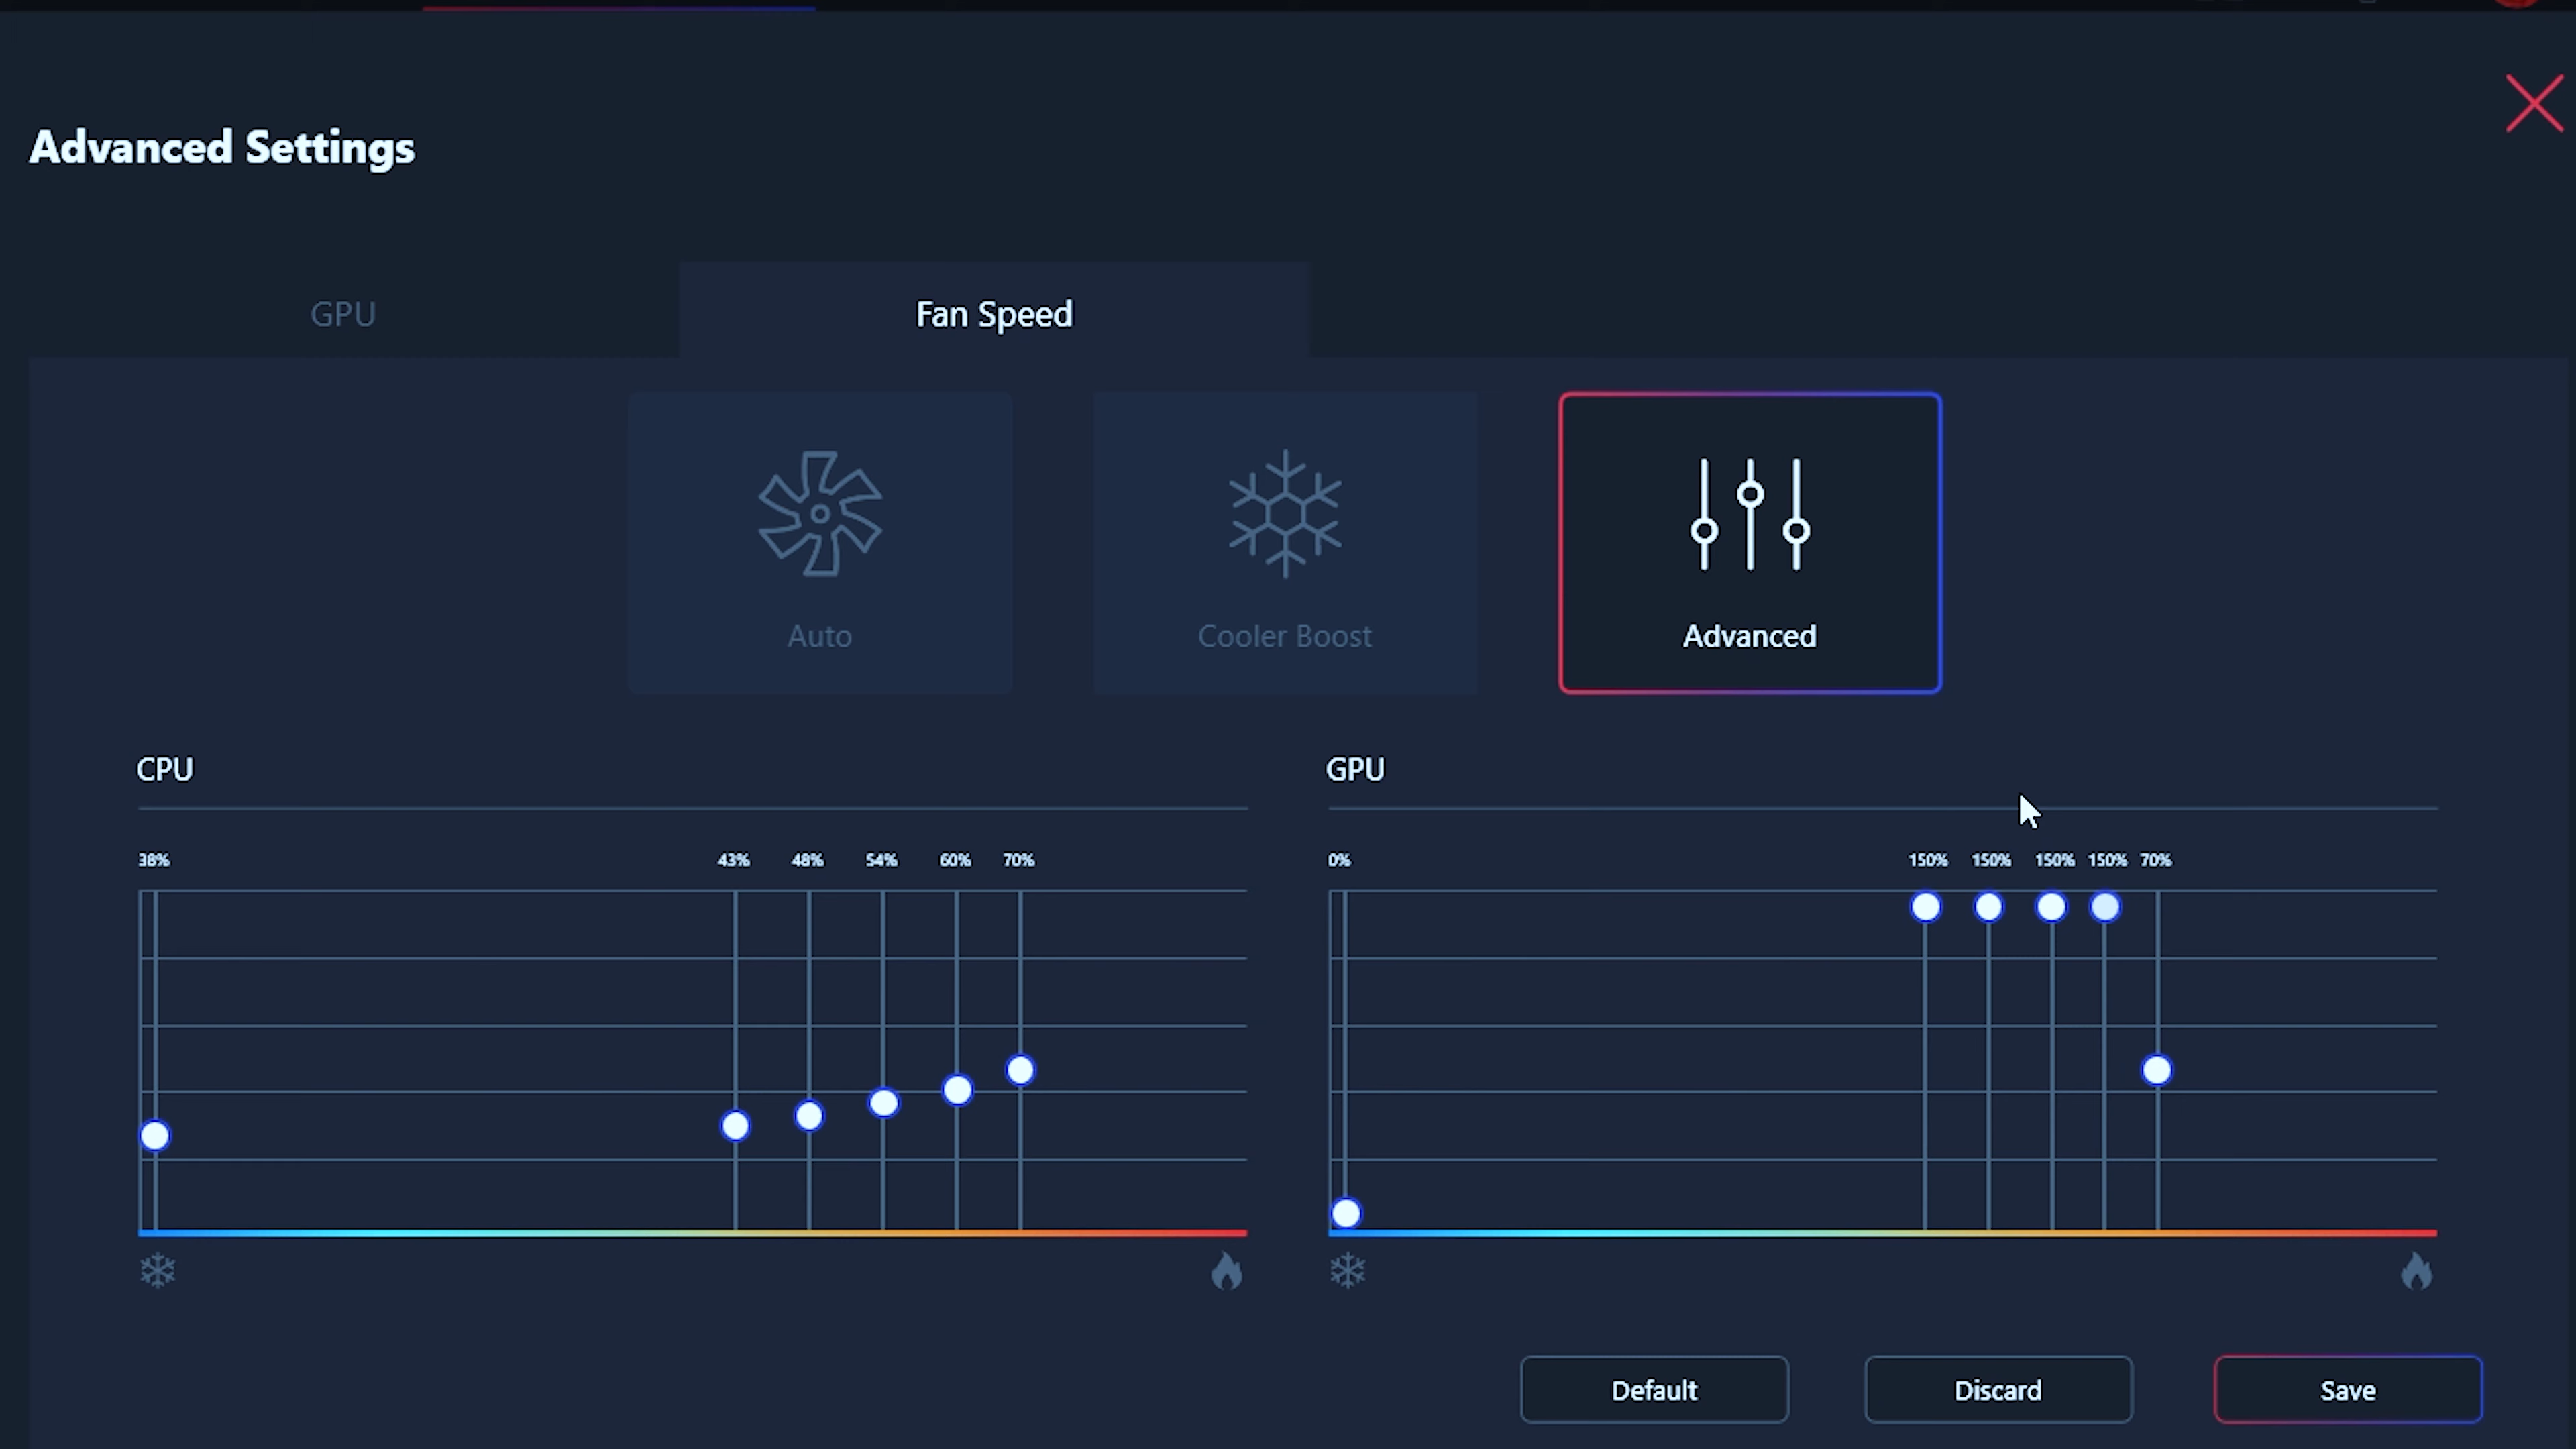 Advanced Settings
GPU
Fan Speed
Auto
Cooler Boost
Advanced
CPU
38% 43% 48% 54% 60% 70%
GPU
0% 150% 150% 150% 150% 70%
Default
Discard
Save